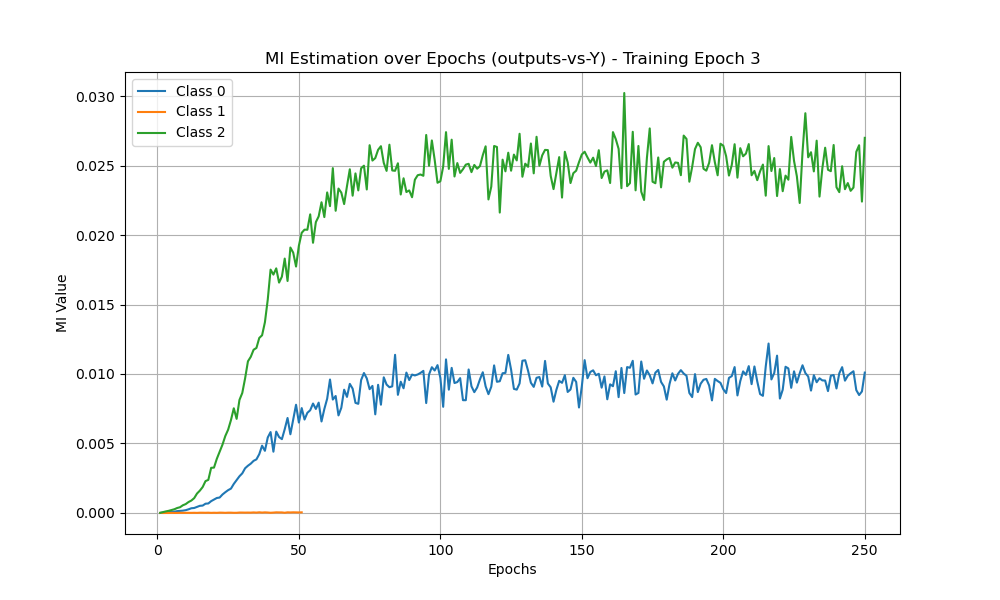 MI Estimation over Epochs (outputs-vs-Y) - Training Epoch 3
Class 0
Class 1
Class 2
0.030
0.025
0.020
0.015
0.010
0.005
0.000
MI Value
0 50 100 150 200 250
Epochs